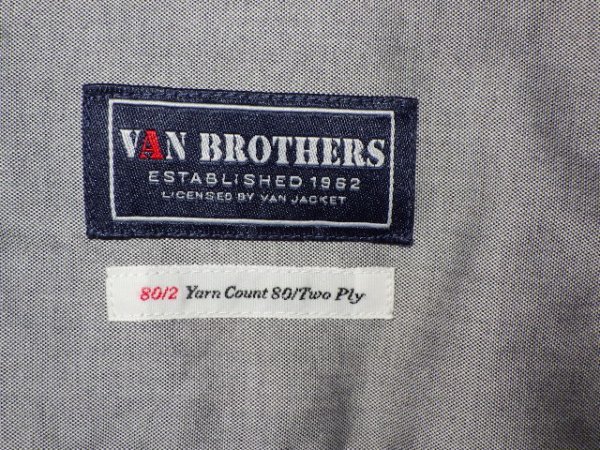 VAN BROTHERS
ESTABLISHED 1962
LICENSED BY VAN JACKET
80/2 Yarn Count 80/Two Ply